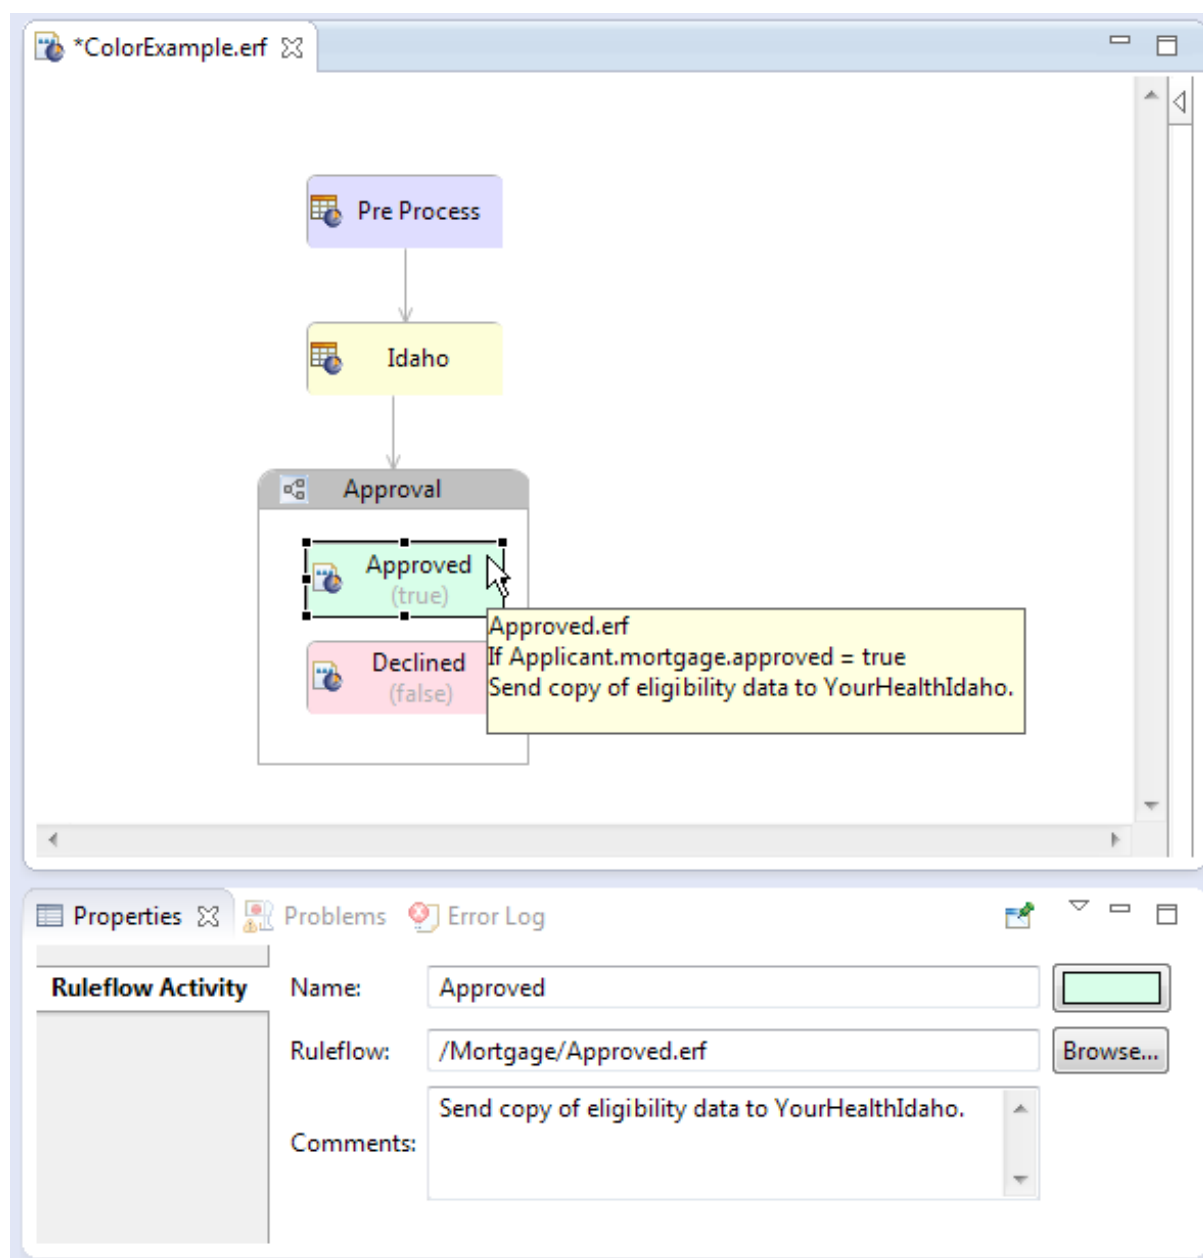 *ColorExample.erf
Pre Process
Idaho
Approval
Approved
(true)
Approved.erf
If Applicant.mortgage.approved = true
Send copy of eligibility data to YourHealthIdaho.
Declined
(false)
Properties Problems Error Log
Ruleflow Activity
Name: Approved
Ruleflow: /Mortgage/Approved.erf Browse...
Comments: Send copy of eligibility data to YourHealthIdaho.